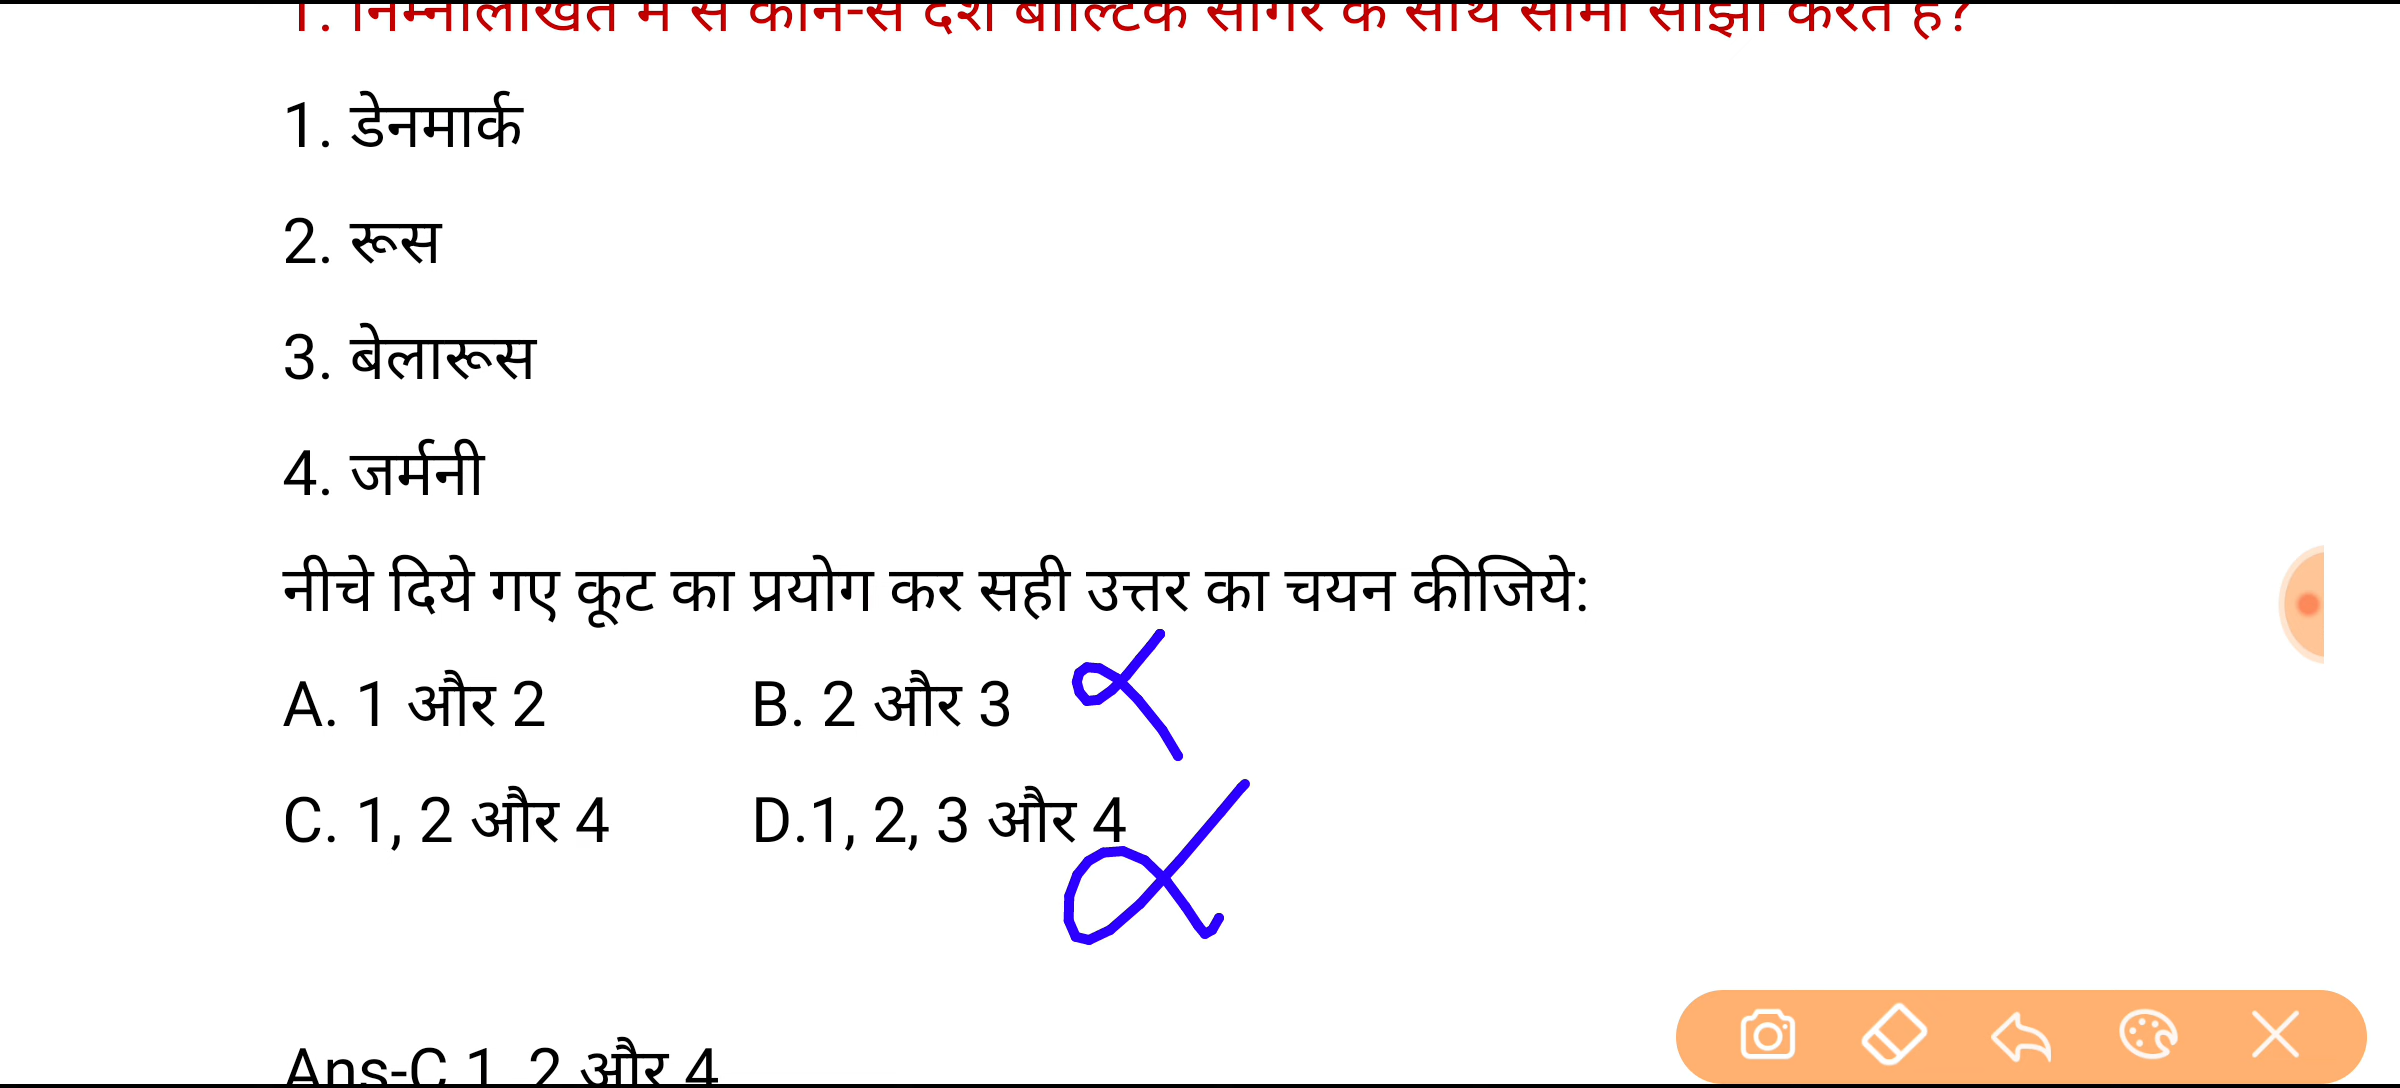 1. निम्नलिखित में से कौन-से देश बाल्टिक सागर के साथ सीमा साझा करते हैं?
1. डेनमार्क
2. रूस
3. बेलारूस
4. जर्मनी
नीचे दिये गए कूट का प्रयोग कर सही उत्तर का चयन कीजिये:
A. 1 और 2 B. 2 और 3
C. 1, 2 और 4 D.1, 2, 3 और 4
Ans-C 1, 2 और 4